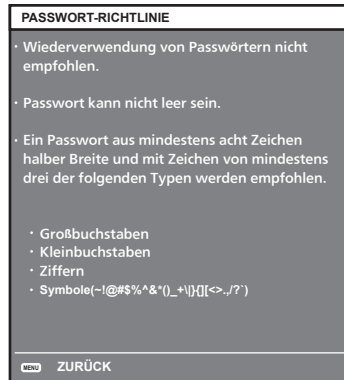 PASSWORT-RICHTLINIE
· Wiederverwendung von Passwörtern nicht
empfohlen.
· Passwort kann nicht leer sein.
· Ein Passwort aus mindestens acht Zeichen
halber Breite und mit Zeichen von mindestens
drei der folgenden Typen werden empfohlen.
· Großbuchstaben
· Kleinbuchstaben
· Ziffern
· Symbole(~!@#$%^&*()_+\|}{][<>.,/?`)
MENU ZURÜCK